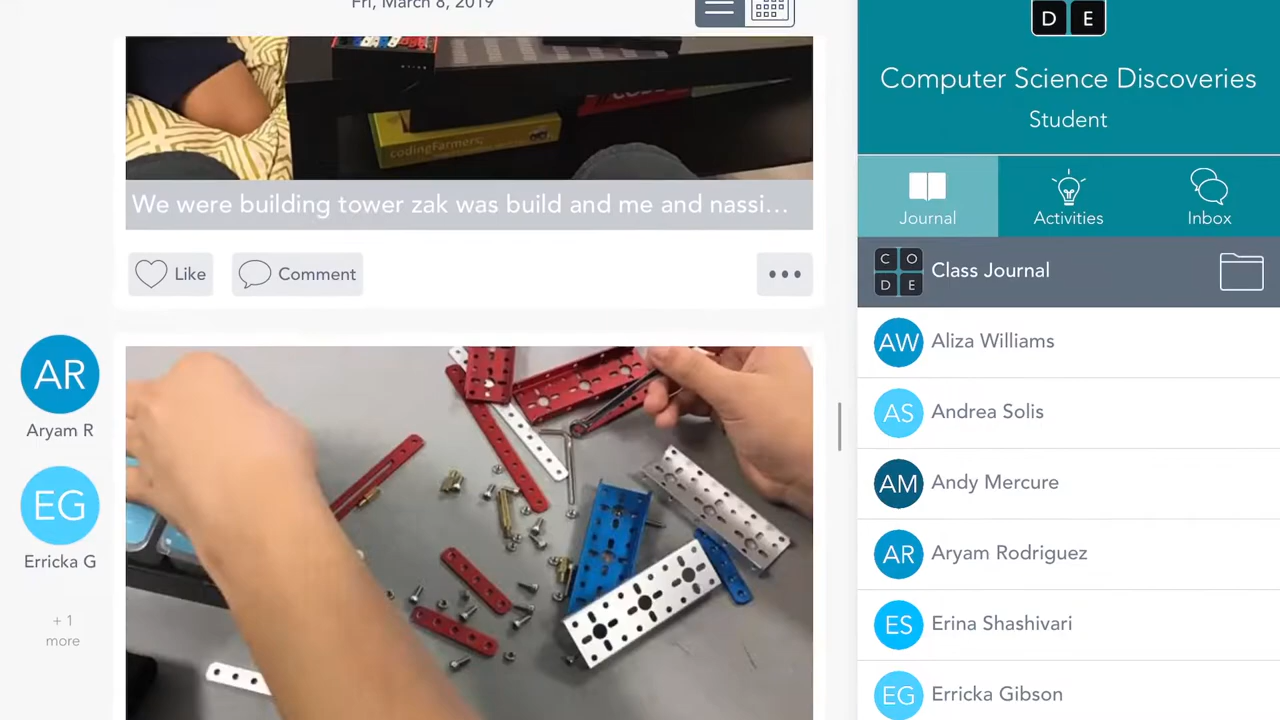 Fri, March 8, 2019
codingFarmers
We were building tower zak was build and me and nassi...
Like
Comment
AR
Aryam R
EG
Erricka G
+ 1
more
D E
Computer Science Discoveries
Student
Journal
Activities
Inbox
C O
D E
Class Journal
AW
Aliza Williams
AS
Andrea Solis
AM
Andy Mercure
AR
Aryam Rodriguez
ES
Erina Shashivari
EG
Erricka Gibson